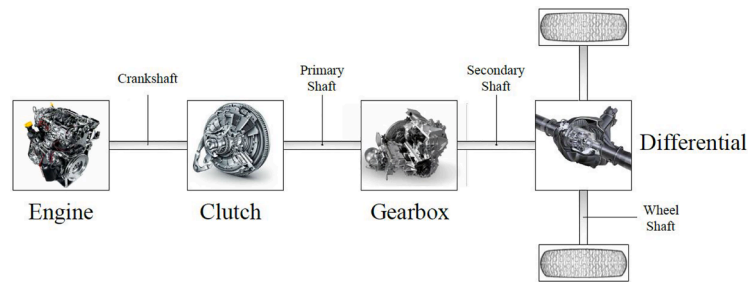 Crankshaft
Primary
Shaft
Secondary
Shaft
Engine
Clutch
Gearbox
Differential
Wheel
Shaft